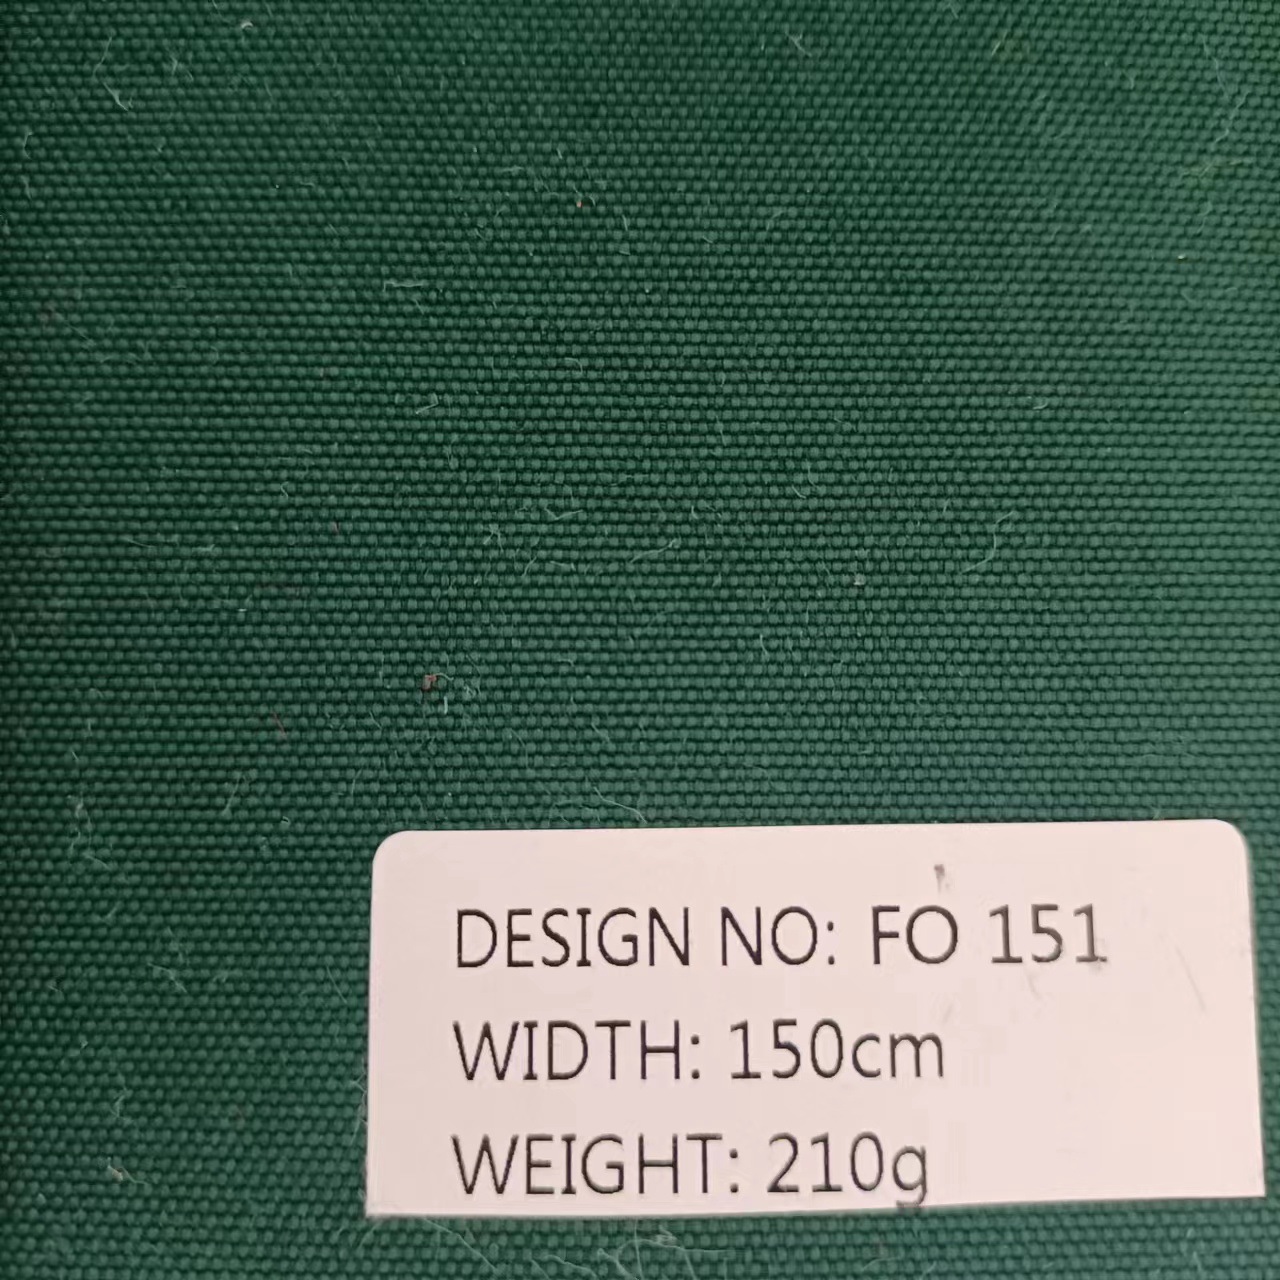 DESIGN NO: FO 151
WIDTH: 150cm
WEIGHT: 210g